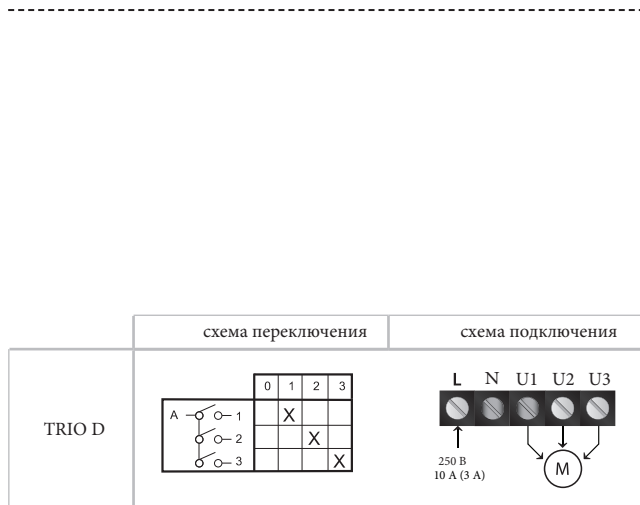 схема переключения схема подключения
TRIO D
0 1 2 3
A 1 X
2 X
3 X
L N U1 U2 U3
250 В
10 А (3 А)
M